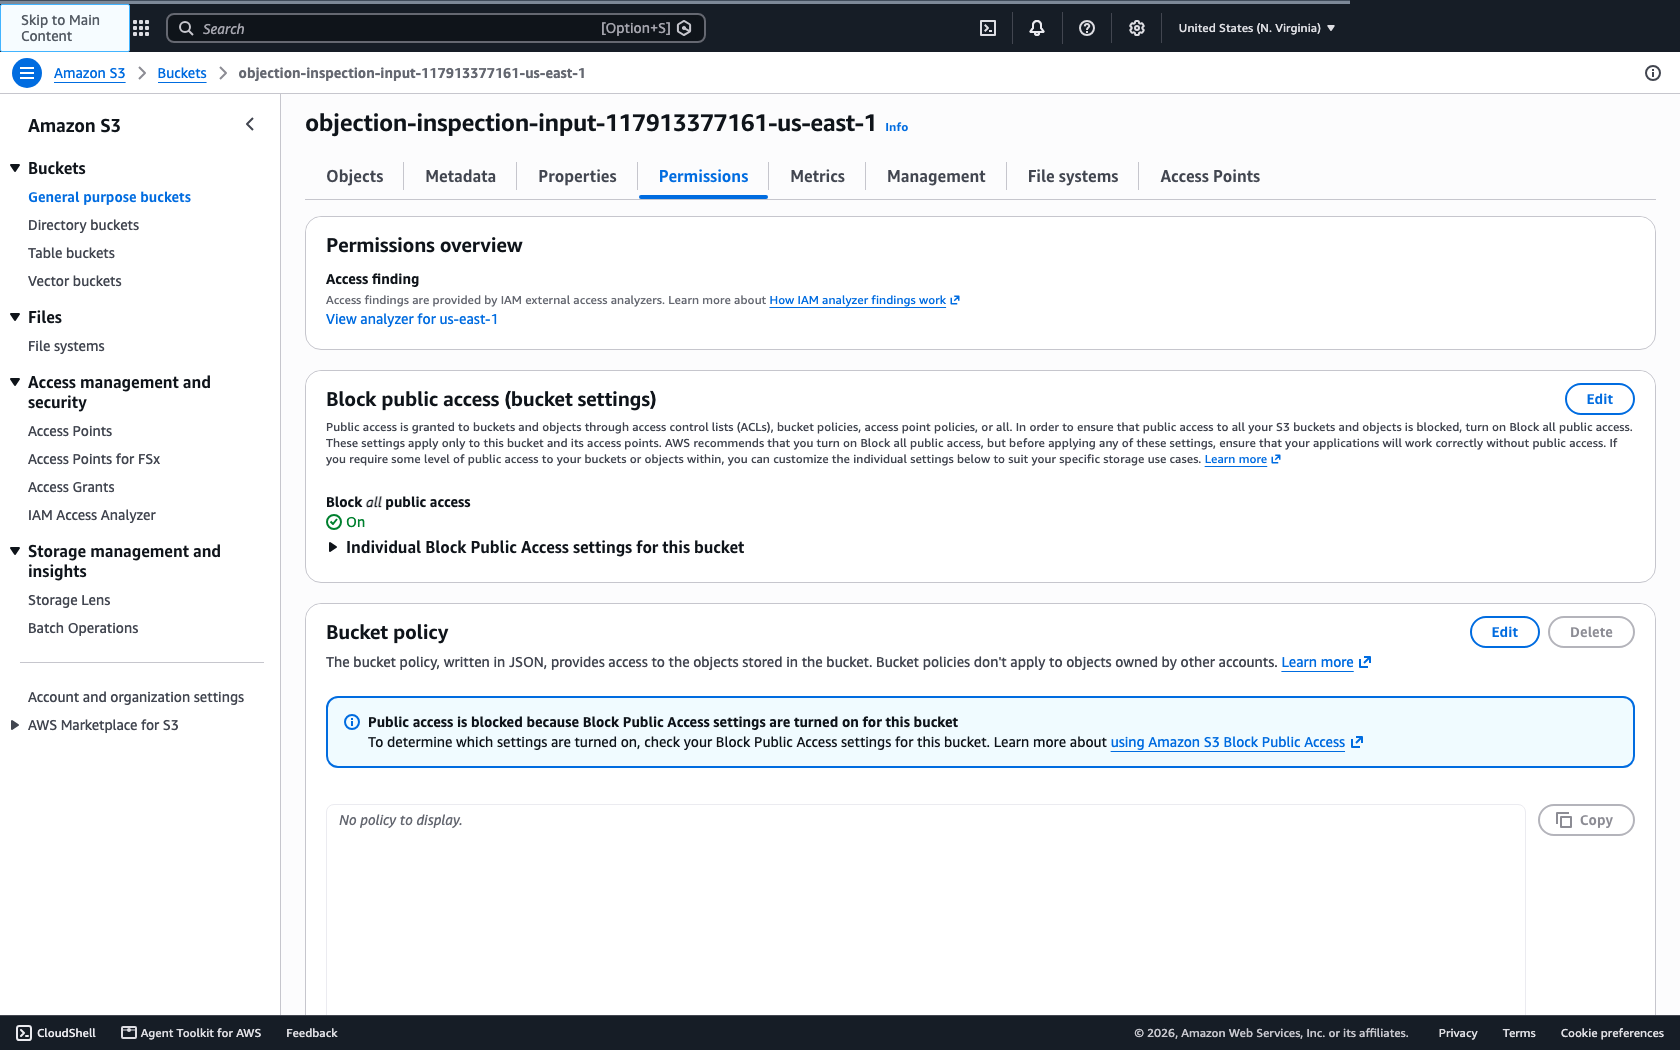 Skip to Main
Content
Search
[Option+S]
United States (N. Virginia)
Amazon S3
Buckets
objection-inspection-input-117913377161-us-east-1
Amazon S3
Buckets
General purpose buckets
Directory buckets
Table buckets
Vector buckets
Files
File systems
Access management and
security
Access Points
Access Points for FSx
Access Grants
IAM Access Analyzer
Storage management and
insights
Storage Lens
Batch Operations
Account and organization settings
AWS Marketplace for S3
objection-inspection-input-117913377161-us-east-1 Info
Objects
Metadata
Properties
Permissions
Metrics
Management
File systems
Access Points
Permissions overview
Access finding
Access findings are provided by IAM external access analyzers. Learn more about How IAM analyzer findings work
View analyzer for us-east-1
Block public access (bucket settings)
Edit
Public access is granted to buckets and objects through access control lists (ACLs), bucket policies, access point policies, or all. In order to ensure that public access to all your S3 buckets and objects is blocked, turn on Block all public access.
These settings apply only to this bucket and its access points. AWS recommends that you turn on Block all public access, but before applying any of these settings, ensure that your applications will work correctly without public access. If
you require some level of public access to your buckets or objects within, you can customize the individual settings below to suit your specific storage use cases. Learn more
Block all public access
On
Individual Block Public Access settings for this bucket
Bucket policy
Edit
Delete
The bucket policy, written in JSON, provides access to the objects stored in the bucket. Bucket policies don't apply to objects owned by other accounts. Learn more
Public access is blocked because Block Public Access settings are turned on for this bucket
To determine which settings are turned on, check your Block Public Access settings for this bucket. Learn more about using Amazon S3 Block Public Access
No policy to display.
Copy
CloudShell
Agent Toolkit for AWS
Feedback
© 2026, Amazon Web Services, Inc. or its affiliates.
Privacy
Terms
Cookie preferences